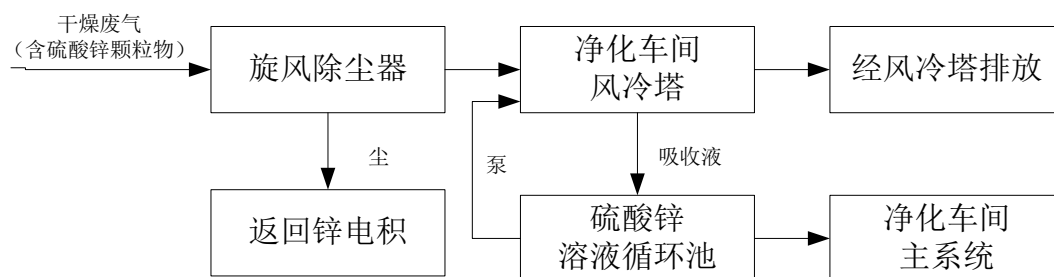 干燥废气
（含硫酸锌颗粒物）
旋风除尘器
净化车间
风冷塔
经风冷塔排放
尘
泵
吸收液
返回锌电积
硫酸锌
溶液循环池
净化车间
主系统